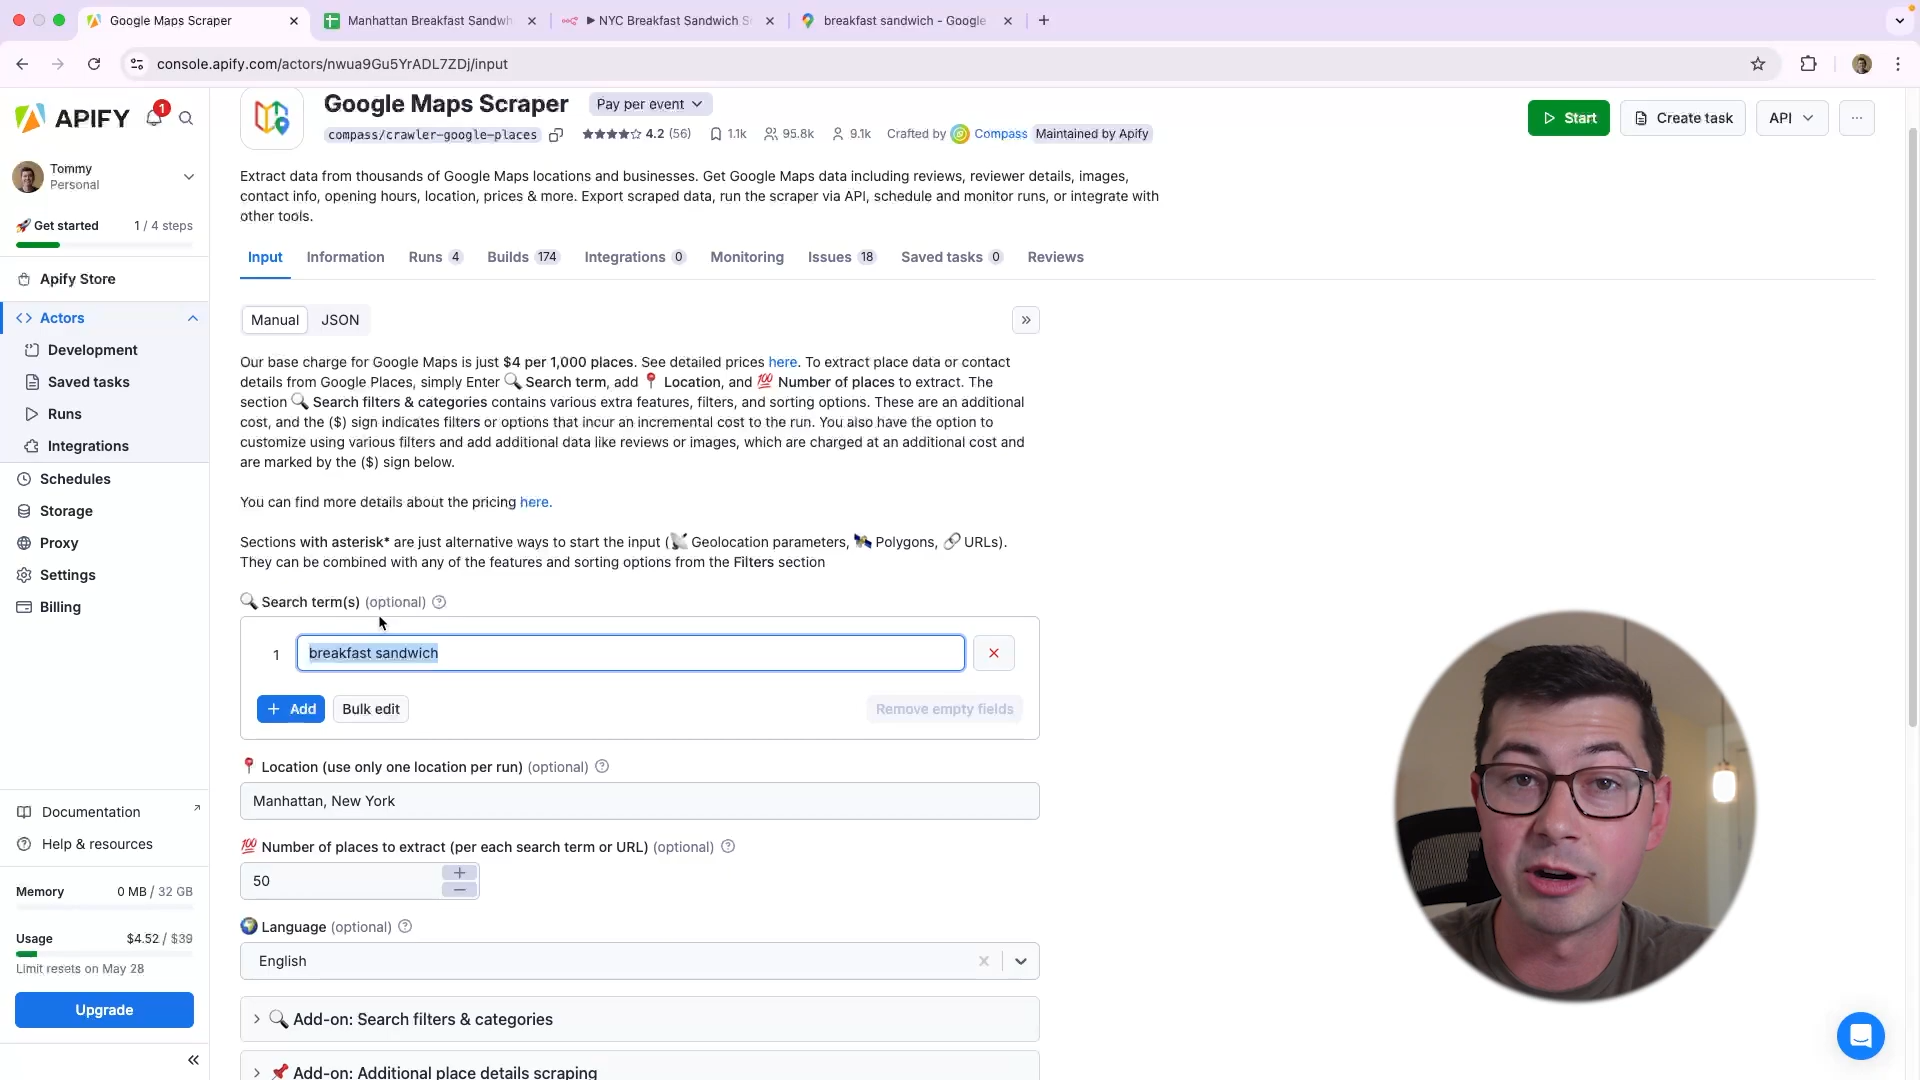 Google Maps Scraper
Manhattan Breakfast Sandwh
▶ NYC Breakfast Sandwich S
breakfast sandwich - Google
console.apify.com/actors/nwua9Gu5YrADL7ZDj/input
APIFY
1
Tommy
Personal
Get started
1 / 4 steps
Apify Store
Actors
Development
Saved tasks
Runs
Integrations
Schedules
Storage
Proxy
Settings
Billing
Documentation
Help & resources
Memory
0 MB / 32 GB
Usage
$4.52 / $39
Limit resets on May 28
Upgrade
Google Maps Scraper
Pay per event
compass/crawler-google-places
4.2 (56)
1.1k
95.8k
9.1k
Crafted by
Compass
Maintained by Apify
Start
Create task
API
Extract data from thousands of Google Maps locations and businesses. Get Google Maps data including reviews, reviewer details, images,
contact info, opening hours, location, prices & more. Export scraped data, run the scraper via API, schedule and monitor runs, or integrate with
other tools.
Input
Information
Runs 4
Builds 174
Integrations 0
Monitoring
Issues 18
Saved tasks 0
Reviews
Manual
JSON
Our base charge for Google Maps is just $4 per 1,000 places. See detailed prices here. To extract place data or contact
details from Google Places, simply Enter 🔍 Search term, add 📍 Location, and 💯 Number of places to extract. The
section 🔍 Search filters & categories contains various extra features, filters, and sorting options. These are an additional
cost, and the ($) sign indicates filters or options that incur an incremental cost to the run. You also have the option to
customize using various filters and add additional data like reviews or images, which are charged at an additional cost and
are marked by the ($) sign below.
You can find more details about the pricing here.
Sections with asterisk* are just alternative ways to start the input (🛰 Geolocation parameters, 🛰 Polygons, 🔗 URLs).
They can be combined with any of the features and sorting options from the Filters section
🔍 Search term(s) (optional)
1
breakfast sandwich
+ Add
Bulk edit
Remove empty fields
📍 Location (use only one location per run) (optional)
Manhattan, New York
💯 Number of places to extract (per each search term or URL) (optional)
50
🌍 Language (optional)
English
🔍 Add-on: Search filters & categories
📌 Add-on: Additional place details scraping